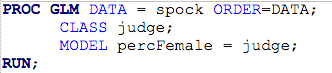 PROC GLM DATA = spock ORDER=DATA;
CLASS judge;
MODEL percFemale = judge;
RUN;